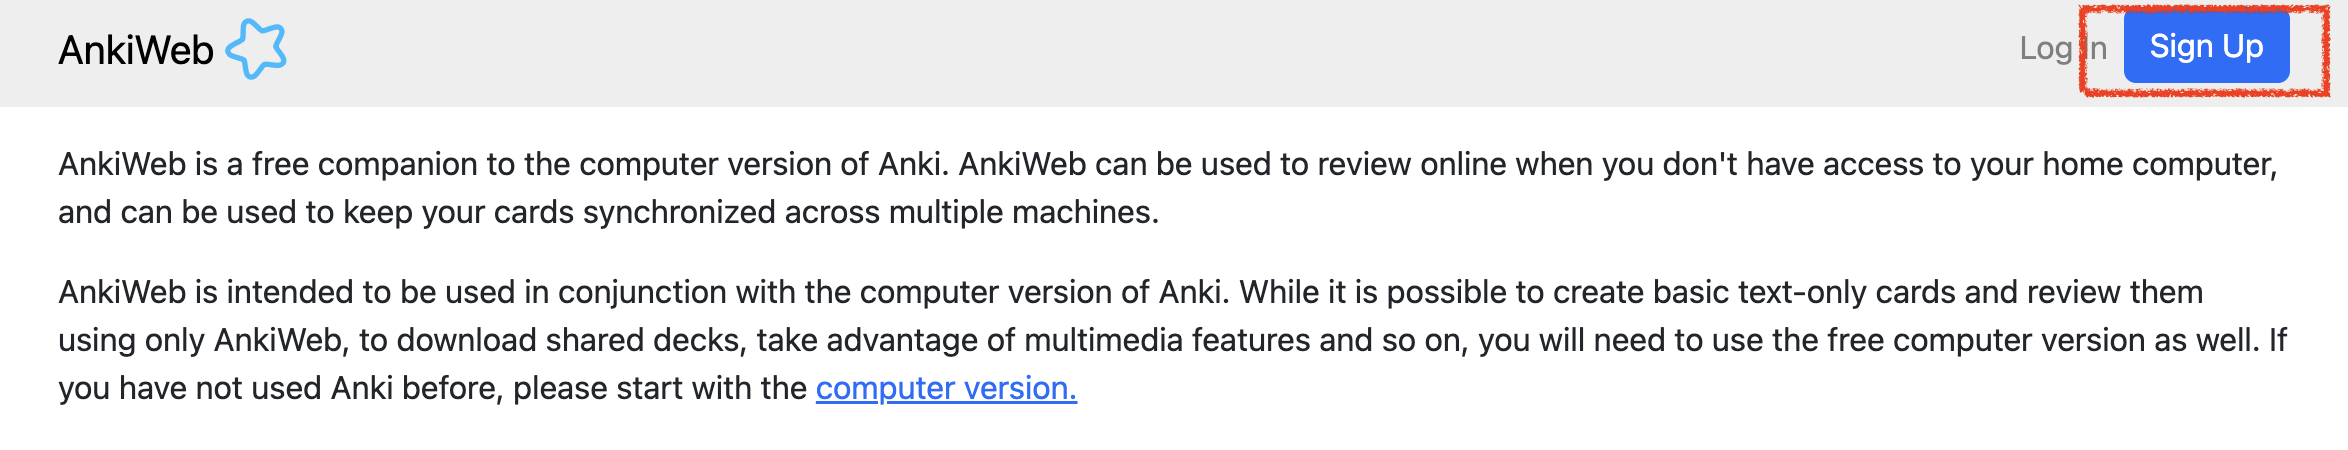 AnkiWeb
Log In
Sign Up
AnkiWeb is a free companion to the computer version of Anki. AnkiWeb can be used to review online when you don't have access to your home computer,
and can be used to keep your cards synchronized across multiple machines.
AnkiWeb is intended to be used in conjunction with the computer version of Anki. While it is possible to create basic text-only cards and review them
using only AnkiWeb, to download shared decks, take advantage of multimedia features and so on, you will need to use the free computer version as well. If
you have not used Anki before, please start with the computer version.